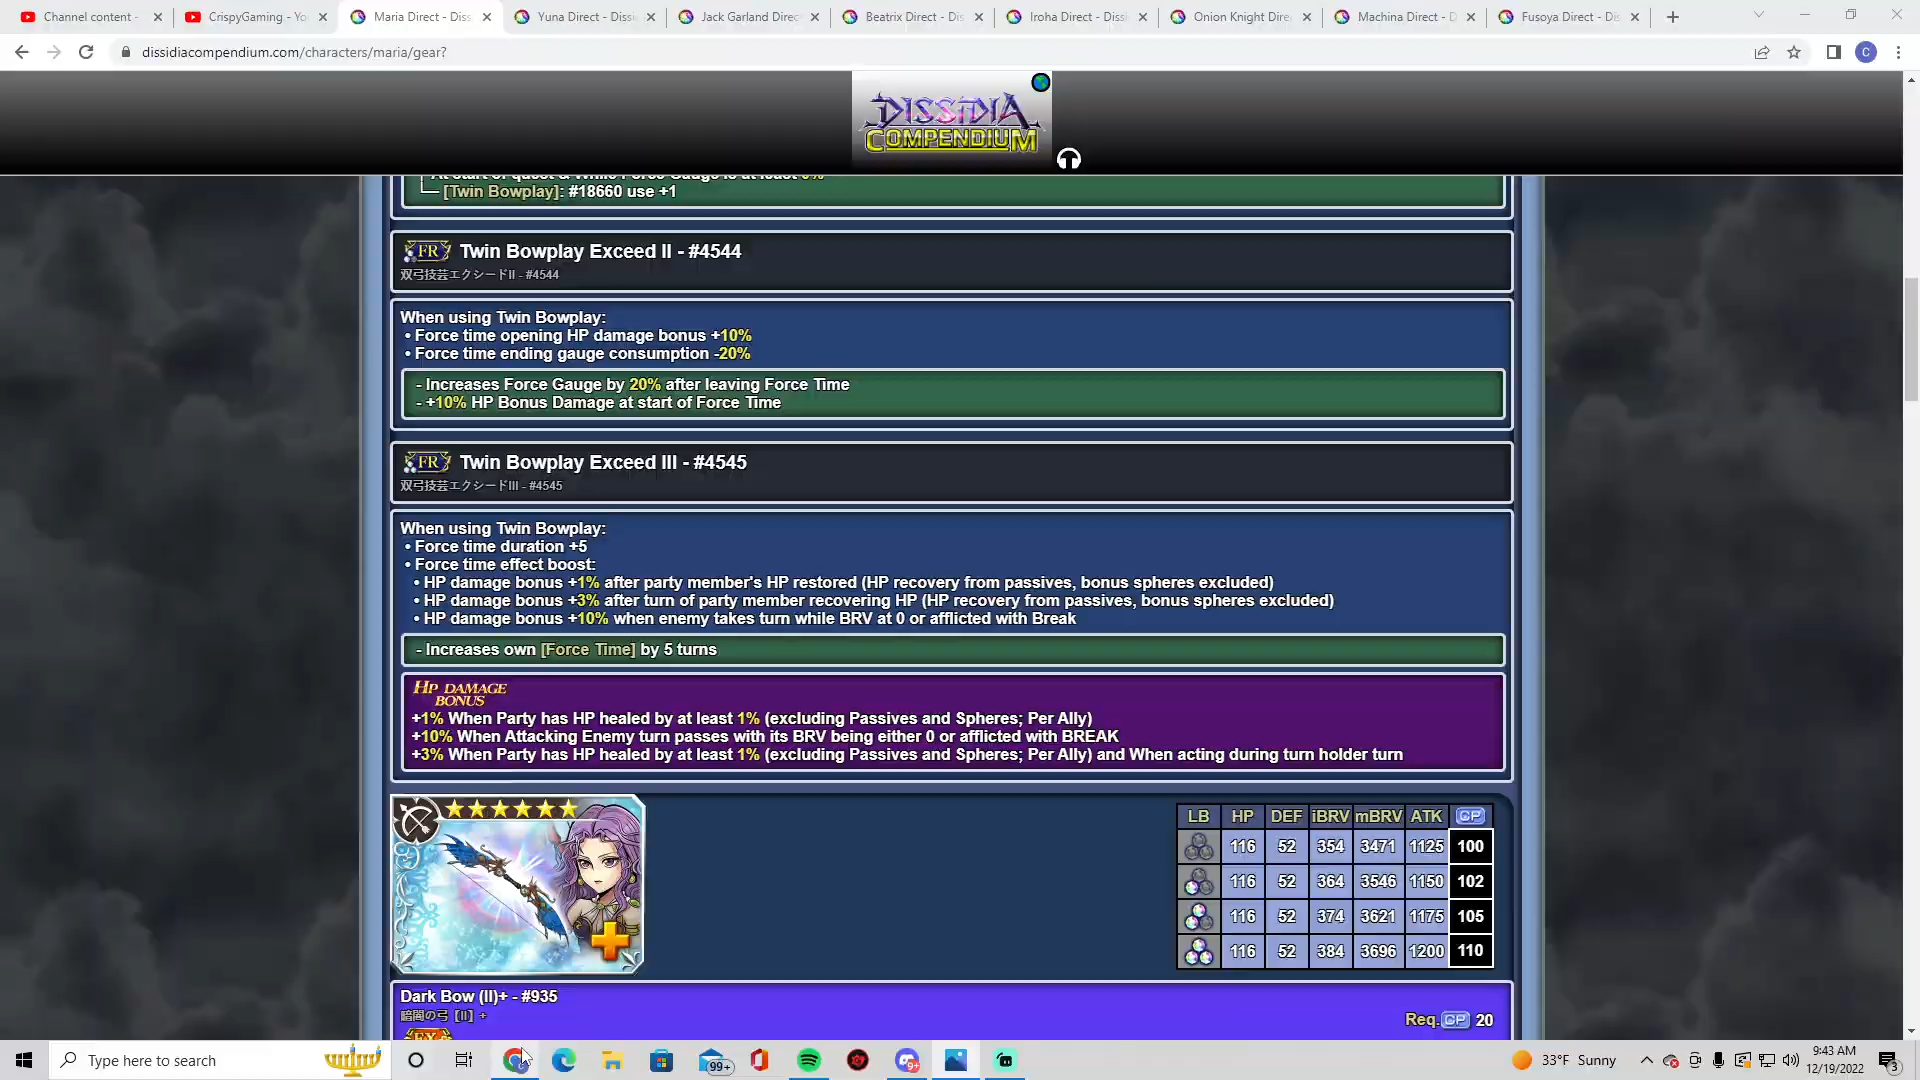 Channel content -
CrispyGaming - Yo
Maria Direct - Diss
Yuna Direct - Dissi
Jack Garland Direc
Beatrix Direct - Dis
Iroha Direct - Dissi
Onion Knight Dire
Machina Direct - D
Fusoya Direct - Dis
dissidiacompendium.com/characters/maria/gear?
C
DISSIDIA
COMPENDIUM
[Twin Bowplay]: #18660 use +1
FR Twin Bowplay Exceed II - #4544
双弓技芸エクシードII - #4544
When using Twin Bowplay:
• Force time opening HP damage bonus +10%
• Force time ending gauge consumption -20%
- Increases Force Gauge by 20% after leaving Force Time
- +10% HP Bonus Damage at start of Force Time
FR Twin Bowplay Exceed III - #4545
双弓技芸エクシードIII - #4545
When using Twin Bowplay:
• Force time duration +5
• Force time effect boost:
• HP damage bonus +1% after party member's HP restored (HP recovery from passives, bonus spheres excluded)
• HP damage bonus +3% after turn of party member recovering HP (HP recovery from passives, bonus spheres excluded)
• HP damage bonus +10% when enemy takes turn while BRV at 0 or afflicted with Break
- Increases own [Force Time] by 5 turns
HP DAMAGE
BONUS
+1% When Party has HP healed by at least 1% (excluding Passives and Spheres; Per Ally)
+10% When Attacking Enemy turn passes with its BRV being either 0 or afflicted with BREAK
+3% When Party has HP healed by at least 1% (excluding Passives and Spheres; Per Ally) and When acting during turn holder turn
LB HP DEF iBRV mBRV ATK CP
116 52 354 3471 1125 100
116 52 364 3546 1150 102
116 52 374 3621 1175 105
116 52 384 3696 1200 110
Dark Bow (II)+ - #935
暗闇の弓【II】+
Req. CP 20
EX
Type here to search
99+
9+
33°F Sunny
9:43 AM
12/19/2022
3